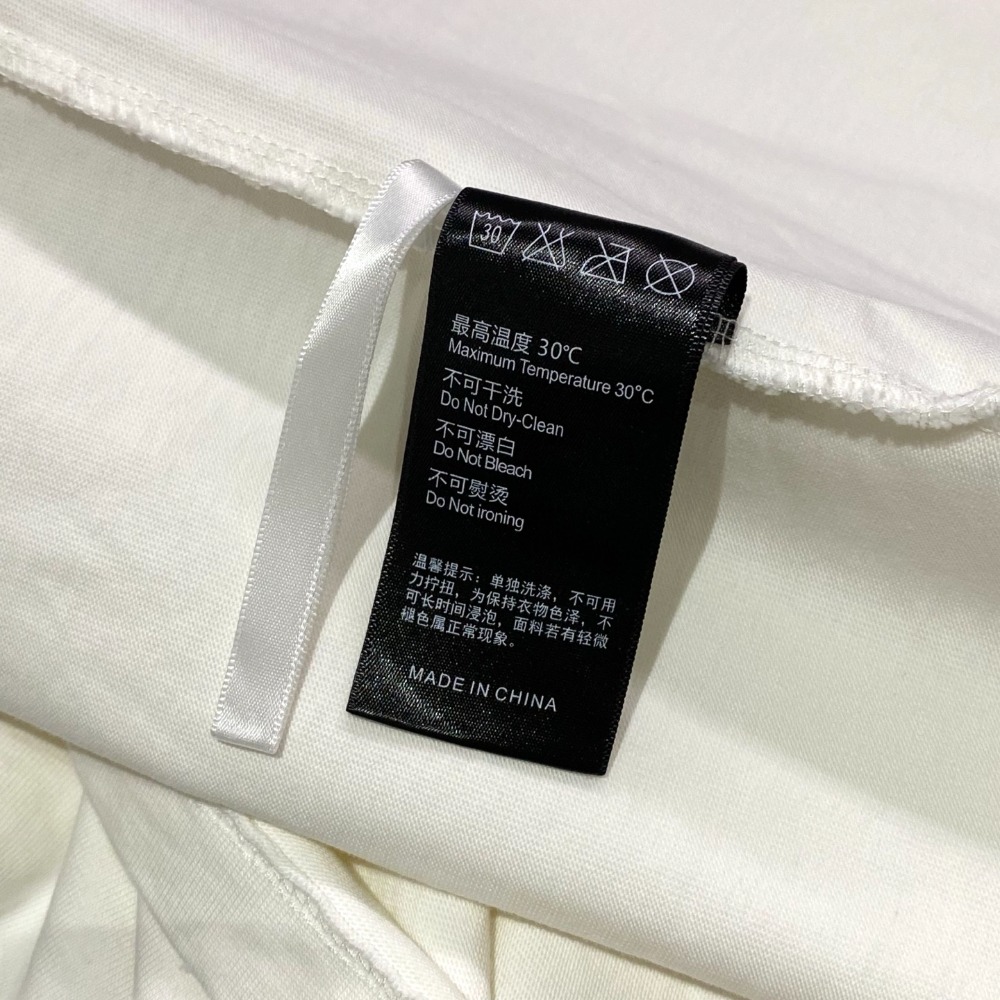 30
最高温度 30℃
Maximum Temperature 30°C
不可干洗
Do Not Dry-Clean
不可漂白
Do Not Bleach
不可熨烫
Do Not ironing
温馨提示：单独洗涤，不可用
力拧扭，为保持衣物色泽，不
可长时间浸泡，面料若有轻微
褪色属正常现象。
MADE IN CHINA